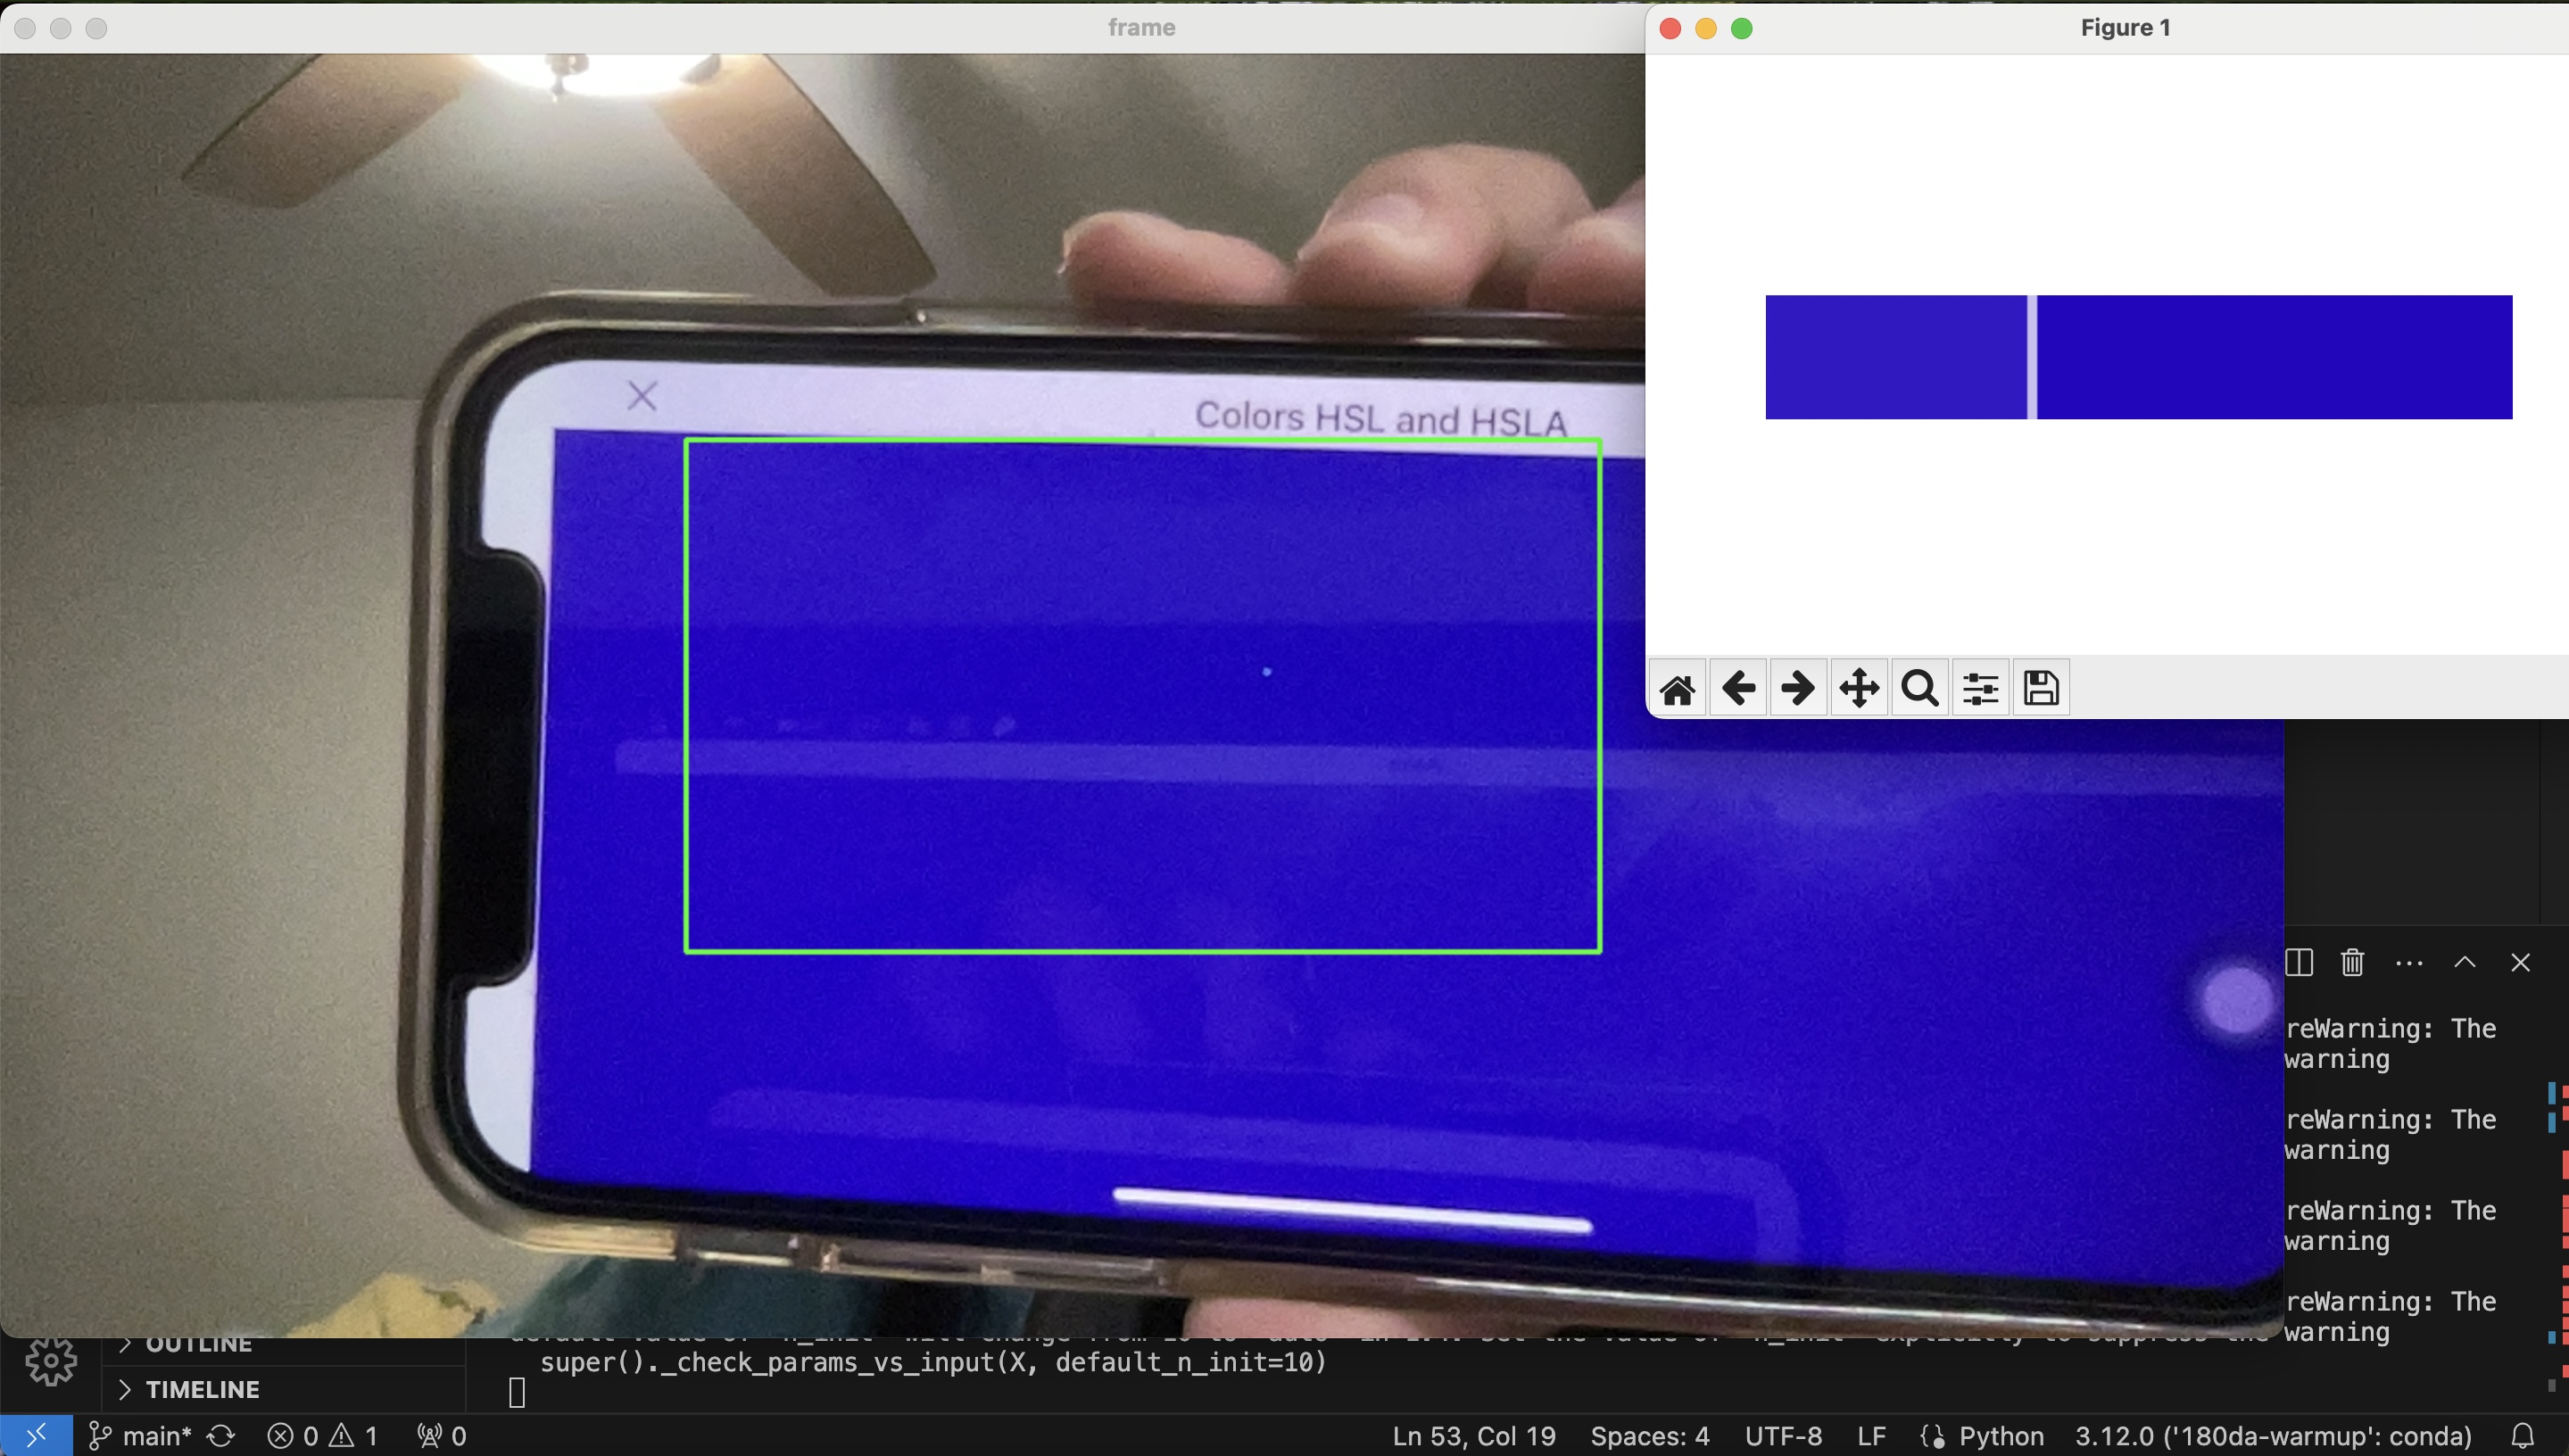 frame
Figure 1
Colors HSL and HSLA
reWarning: The
warning
reWarning: The
warning
reWarning: The
warning
reWarning: The
warning
OUTLINE
super()._check_params_vs_input(X, default_n_init=10)
TIMELINE
main*
0
1
0
Ln 53, Col 19
Spaces: 4
UTF-8
LF
Python
3.12.0 ('180da-warmup': conda)